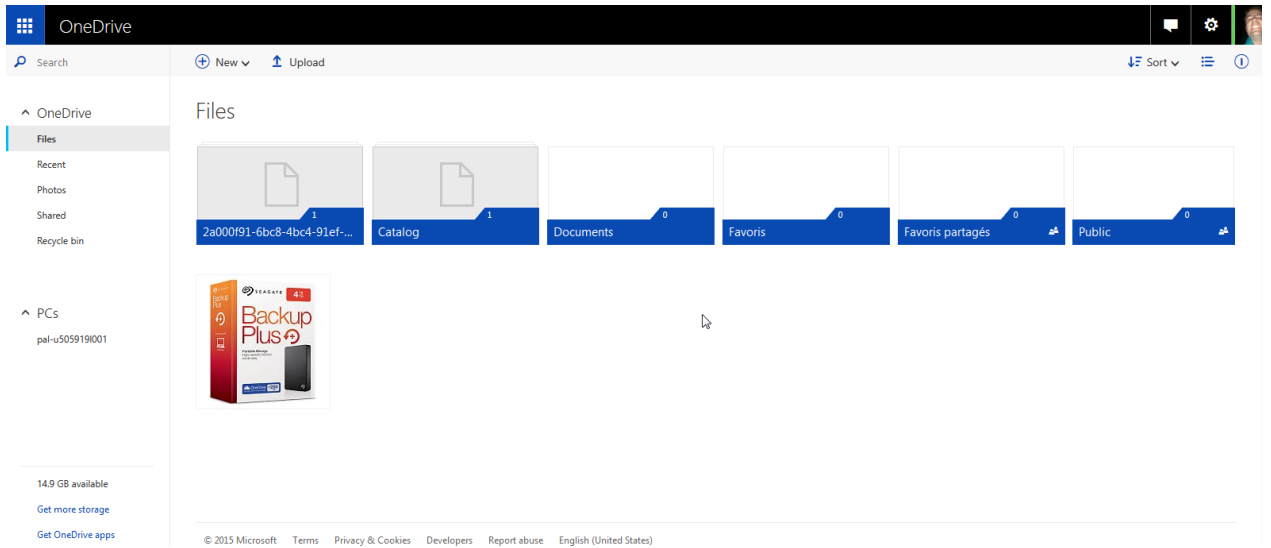 OneDrive
Search
New
Upload
Sort
OneDrive
Files
Recent
Photos
Shared
Recycle bin
PCs
pal-u505919l001
14.9 GB available
Get more storage
Get OneDrive apps
Files
1
2a000f91-6bc8-4bc4-91ef-...
1
Catalog
0
Documents
0
Favoris
0
Favoris partagés
0
Public
SEAGATE
Backup
Plus
Backup
Plus
© 2015 Microsoft Terms Privacy & Cookies Developers Report abuse English (United States)